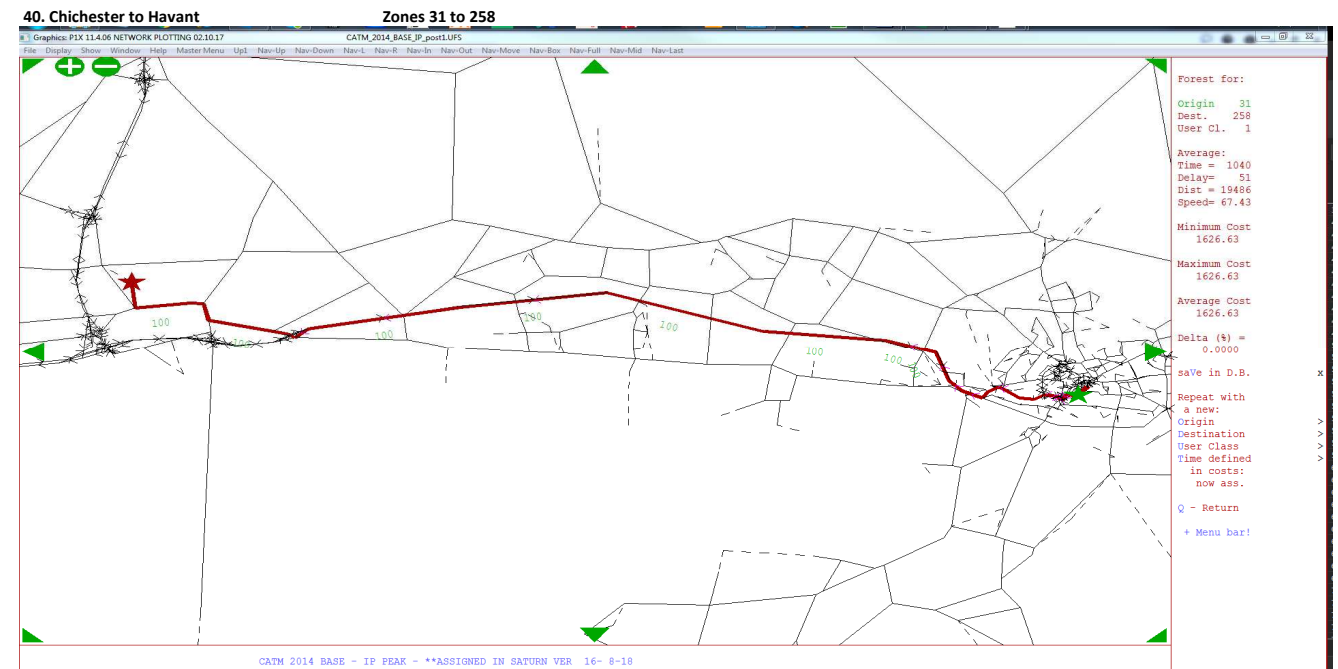 40. Chichester to Havant Zones 31 to 258
Graphics: P1X 11.4.06 NETWORK PLOTTING 02.10.17 CATM_2014_BASE_IP_post1.UFS
File Display Show Window Help Master Menu Up1 Nav-Up Nav-Down Nav-L Nav-R Nav-In Nav-Out Nav-Move Nav-Box Nav-Full Nav-Mid Nav-Last
Forest for:
Origin 31
Dest. 258
User Cl. 1
Average:
Time = 1040
Delay= 51
Dist = 19486
Speed= 67.43
Minimum Cost
1626.63
Maximum Cost
1626.63
Average Cost
1626.63
Delta (%) =
0.0000
saVe in D.B. x
Repeat with
a new:
Origin >
Destination >
User Class >
Time defined >
in costs:
now ass.
Q - Return
+ Menu bar!
100
100
100
100
100
100
100
CATM 2014 BASE - IP PEAK - **ASSIGNED IN SATURN VER 16- 8-18